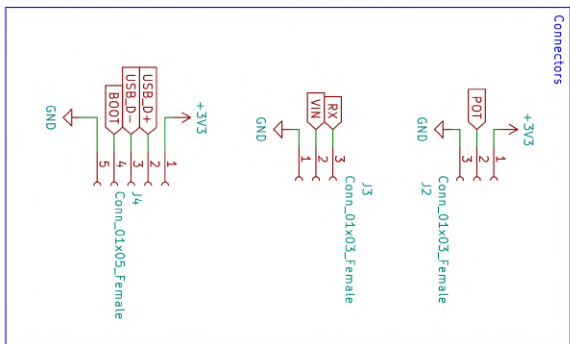 Connectors
+3V3
POT
GND
1
2
3
J2
Conn_01x03_Female
RX
VIN
GND
3
2
1
J3
Conn_01x03_Female
+3V3
USB_D+
USB_D-
BOOT
GND
1
2
3
4
5
J4
Conn_01x05_Female